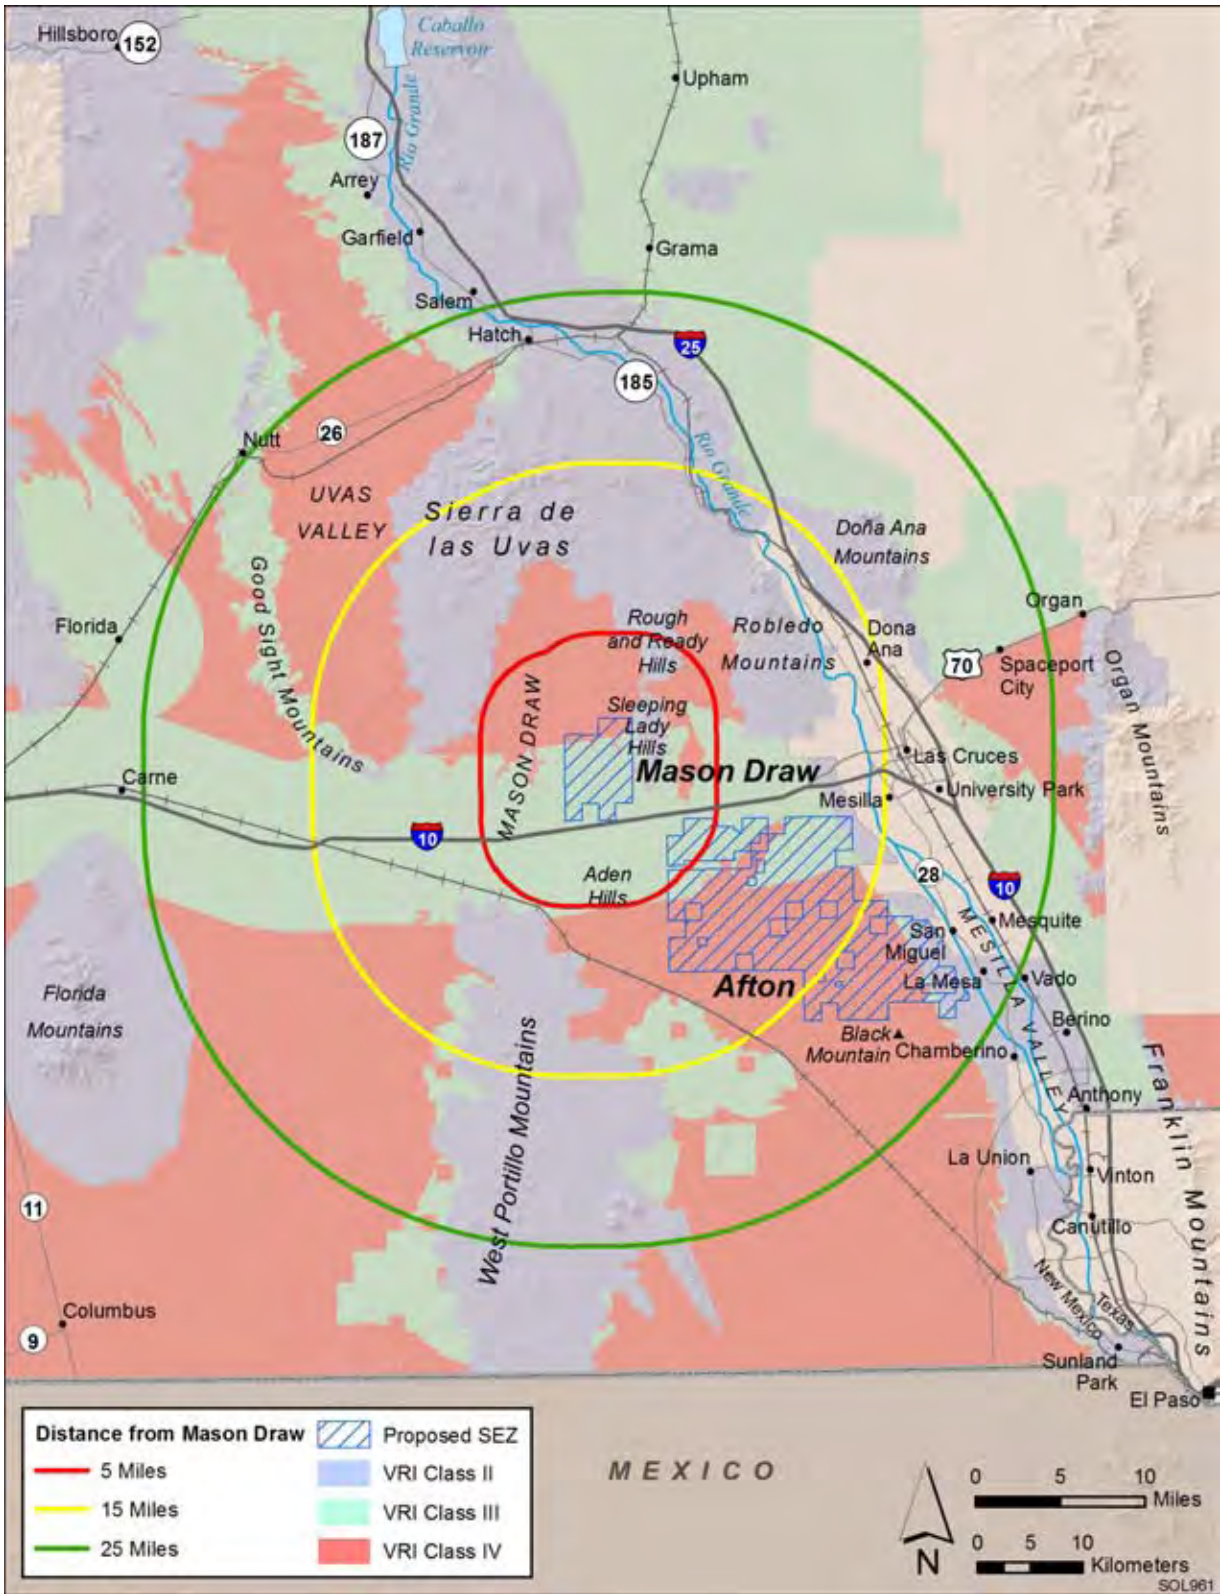 Hillsboro
152
Caballo
Reservoir
Upham
187
Rio Grande
Arrey
Garfield
Grama
Salem
Hatch
25
185
26
Nutt
Rio Grande
UVAS
VALLEY
Sierra de
las Uvas
Doña Ana
Mountains
Good Sight Mountains
Florida
Organ
Rough
and Ready
Hills
Robledo
Mountains
Dona
Ana
70
Spaceport
City
Organ Mountains
MASON DRAW
Sleeping
Lady
Hills
Mason Draw
Las Cruces
Carne
Mesilla
University Park
10
Aden
Hills
28
10
MESILLA VALLEY
Mesquite
San
Miguel
La Mesa
Vado
Afton
Florida
Mountains
Berino
Black
Mountain
Chamberino
Franklin Mountains
Anthony
West Portillo Mountains
La Union
Vinton
11
Canutillo
New Mexico
Texas
Columbus
9
Sunland
Park
El Paso
Distance from Mason Draw
5 Miles
15 Miles
25 Miles
Proposed SEZ
VRI Class II
VRI Class III
VRI Class IV
MEXICO
N
0 5 10
Miles
0 5 10
Kilometers
SOL961